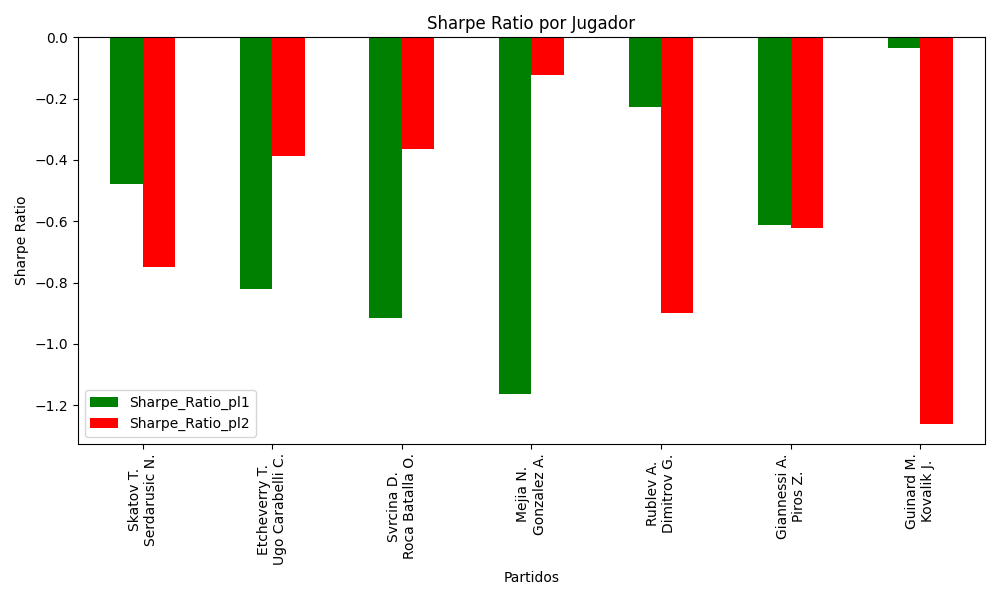 Sharpe Ratio por Jugador
Sharpe Ratio
0.0
−0.2
−0.4
−0.6
−0.8
−1.0
−1.2
Sharpe_Ratio_pl1
Sharpe_Ratio_pl2
Skatov T.
Serdarusic N.
Etcheverry T.
Ugo Carabelli C.
Svrcina D.
Roca Batalla O.
Mejia N.
Gonzalez A.
Rublev A.
Dimitrov G.
Giannessi A.
Piros Z.
Guinard M.
Kovalik J.
Partidos